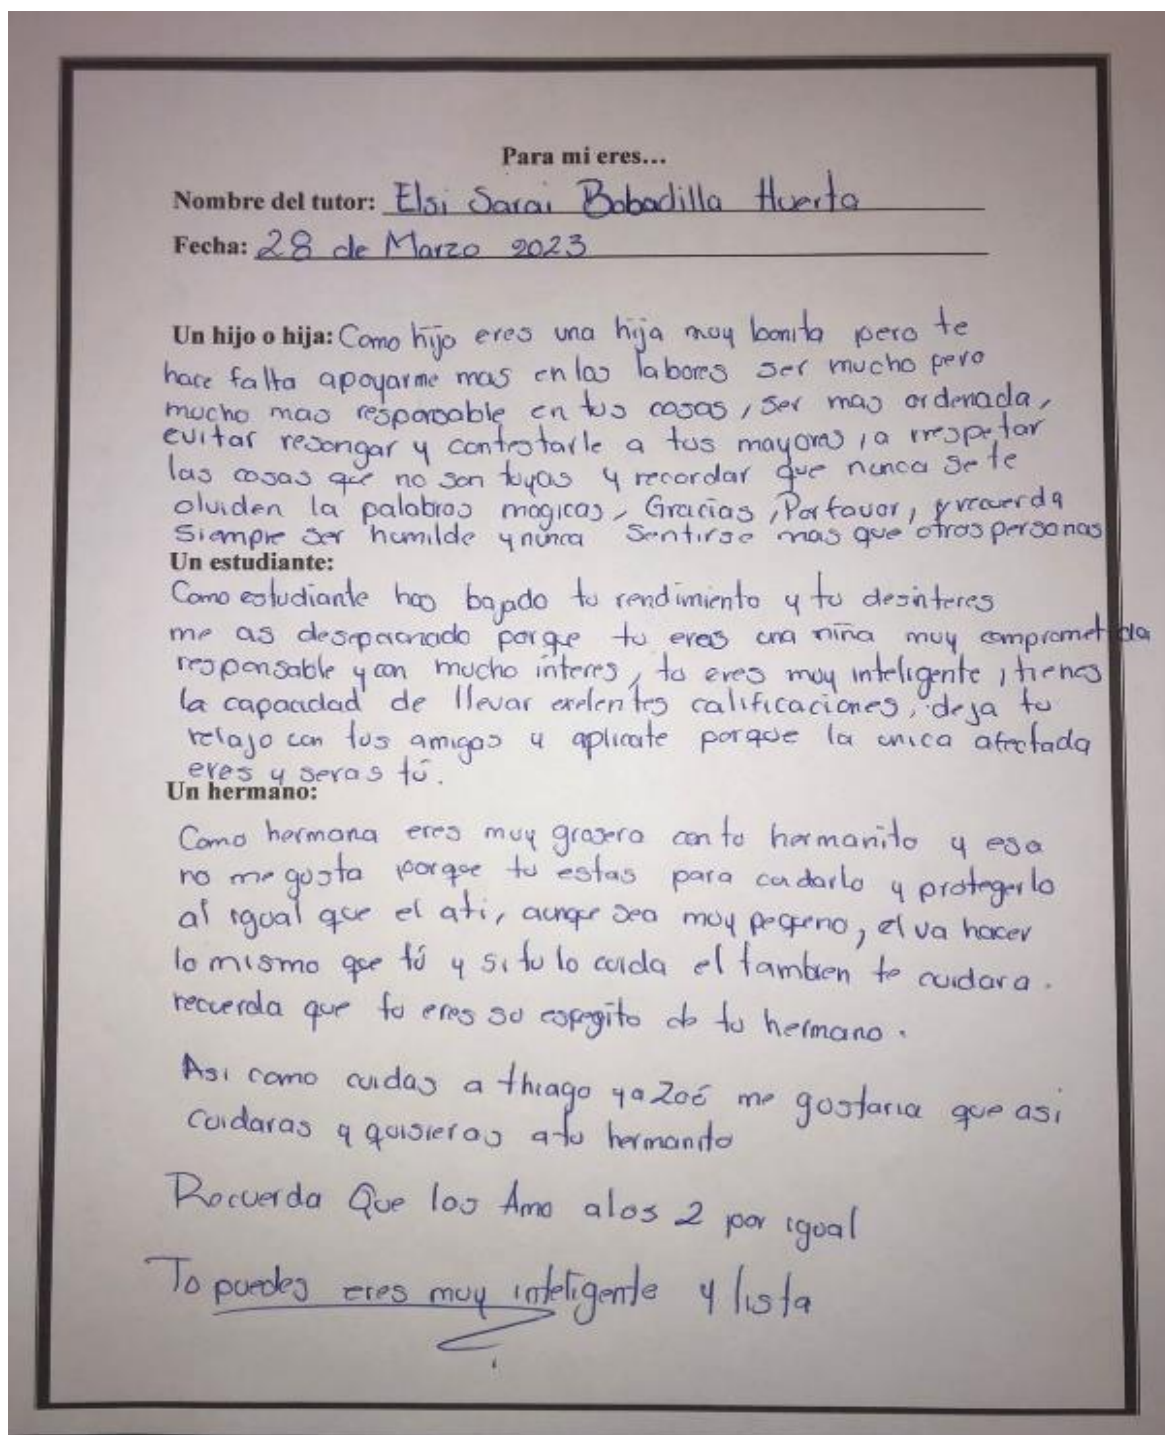 Para mi eres...
Nombre del tutor: Elsi Sarai Bobadilla Huerta
Fecha: 28 de Marzo 2023
Un hijo o hija: Como hijo eres una hija muy bonita pero te
hace falta apoyarme mas en las labores ser mucho pero
mucho mas responsable en tus cosas, ser mas ordenada,
evitar resongar y contestarle a tus mayores, a rrespetar
las cosas que no son tuyas y recordar que nunca se te
olviden la palabras magicas, Gracias, Por favor, y recuerda
Siempre ser humilde y nunca Sentirse mas que otras personas
Un estudiante:
Como estudiante has bajado tu rendimiento y tu desinteres
me as desepcionado porque tu eres una niña muy comprometida
responsable y con mucho interes, tu eres muy inteligente, tienes
la capacidad de llevar exelentes calificaciones, deja tu
relajo con tus amigas y aplicate porque la unica afectada
eres y seras tú.
Un hermano:
Como hermana eres muy grosera con tu hermanito y eso
no me gusta porque tu estas para cuidarlo y protegerlo
al igual que el ati, aunque sea muy pequeno, el va hacer
lo mismo que tú y si tu lo cuida el tambien te cuidara.
recuerda que tu eres su espegito de tu hermano.
Asi como cuidas a thiago y a Zoé me gustaria que asi
cuidaras y quisieras a tu hermanito
Recuerda Que los Amo alos 2 por igual
Tu puedes eres muy inteligente y lista